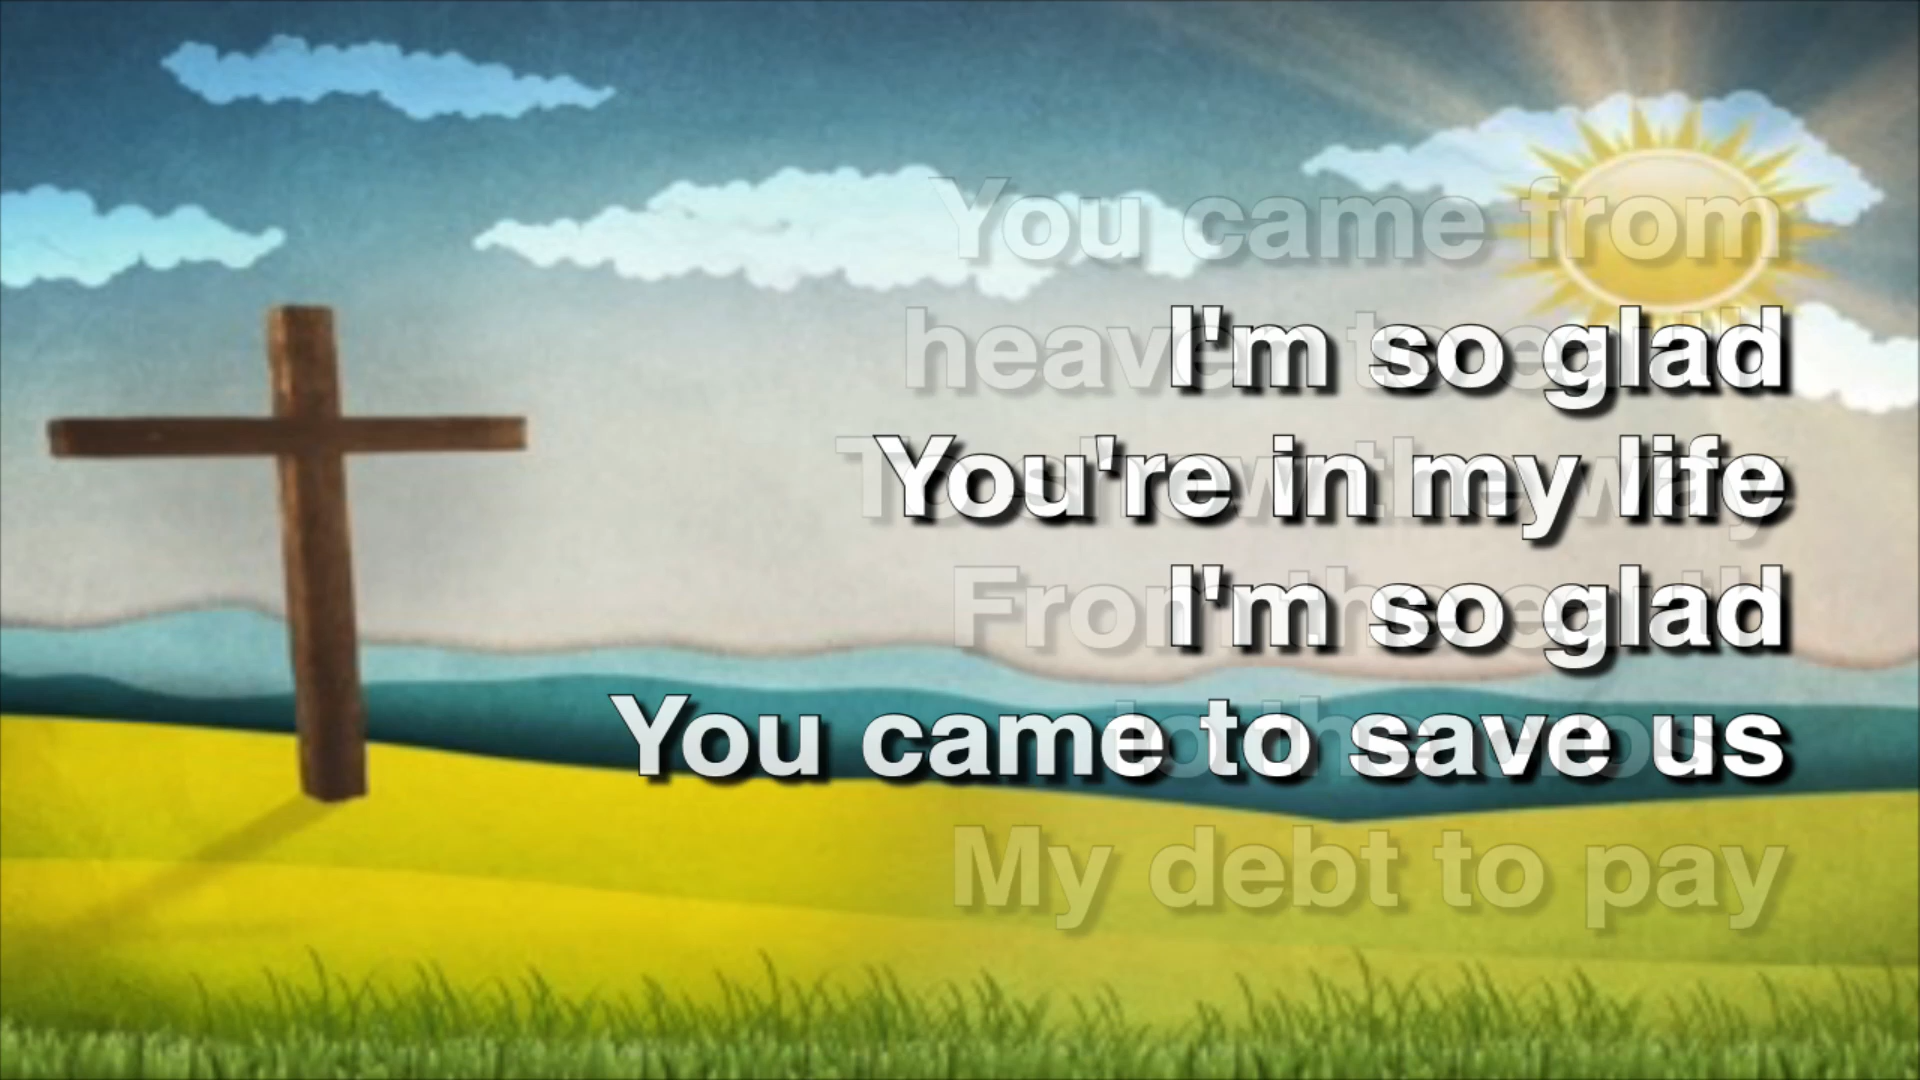 You came from
heaven to earth
I'm so glad
To show the way
You're in my life
From the earth
I'm so glad
to the cross
You came to save us
My debt to pay